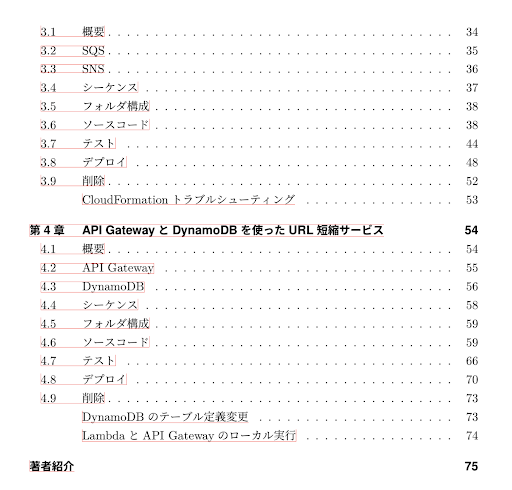 3.1 概要 . . . . . . . . . . . . . . . . . . . . . . . . . . . . . . . . . . . 34
3.2 SQS . . . . . . . . . . . . . . . . . . . . . . . . . . . . . . . . . . . 35
3.3 SNS . . . . . . . . . . . . . . . . . . . . . . . . . . . . . . . . . . . 36
3.4 シーケンス . . . . . . . . . . . . . . . . . . . . . . . . . . . . . . . . 37
3.5 フォルダ構成 . . . . . . . . . . . . . . . . . . . . . . . . . . . . . . . 38
3.6 ソースコード . . . . . . . . . . . . . . . . . . . . . . . . . . . . . . . 38
3.7 テスト . . . . . . . . . . . . . . . . . . . . . . . . . . . . . . . . . . 44
3.8 デプロイ . . . . . . . . . . . . . . . . . . . . . . . . . . . . . . . . . 48
3.9 削除 . . . . . . . . . . . . . . . . . . . . . . . . . . . . . . . . . . . 52
CloudFormation トラブルシューティング . . . . . . . . . . . . . . . . 53
第 4 章 API Gateway と DynamoDB を使った URL 短縮サービス 54
4.1 概要 . . . . . . . . . . . . . . . . . . . . . . . . . . . . . . . . . . . 54
4.2 API Gateway . . . . . . . . . . . . . . . . . . . . . . . . . . . . . . 55
4.3 DynamoDB . . . . . . . . . . . . . . . . . . . . . . . . . . . . . . . 56
4.4 シーケンス . . . . . . . . . . . . . . . . . . . . . . . . . . . . . . . . 58
4.5 フォルダ構成 . . . . . . . . . . . . . . . . . . . . . . . . . . . . . . . 59
4.6 ソースコード . . . . . . . . . . . . . . . . . . . . . . . . . . . . . . . 59
4.7 テスト . . . . . . . . . . . . . . . . . . . . . . . . . . . . . . . . . . 66
4.8 デプロイ . . . . . . . . . . . . . . . . . . . . . . . . . . . . . . . . . 70
4.9 削除 . . . . . . . . . . . . . . . . . . . . . . . . . . . . . . . . . . . 73
DynamoDB のテーブル定義変更 . . . . . . . . . . . . . . . . . . . . 73
Lambda と API Gateway のローカル実行 . . . . . . . . . . . . . . . 74
著者紹介 75